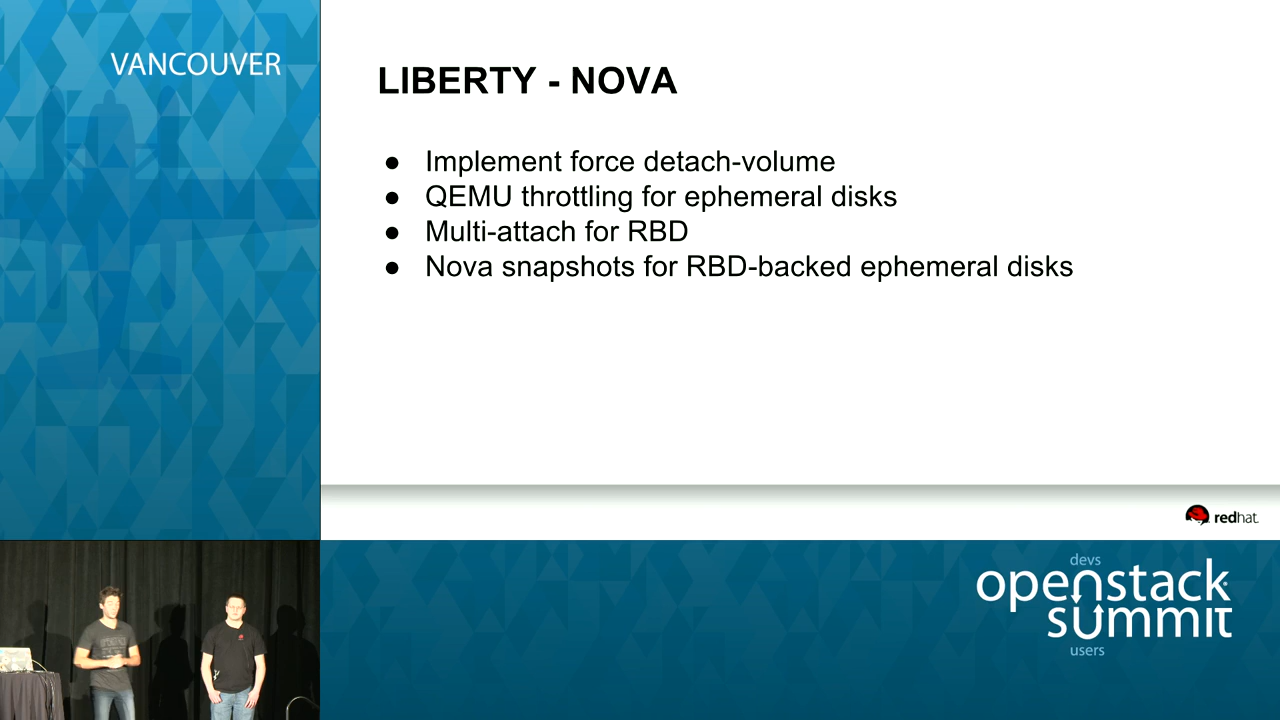 VANCOUVER
LIBERTY - NOVA
● Implement force detach-volume
● QEMU throttling for ephemeral disks
● Multi-attach for RBD
● Nova snapshots for RBD-backed ephemeral disks
redhat.
devs
openstack
summit
users